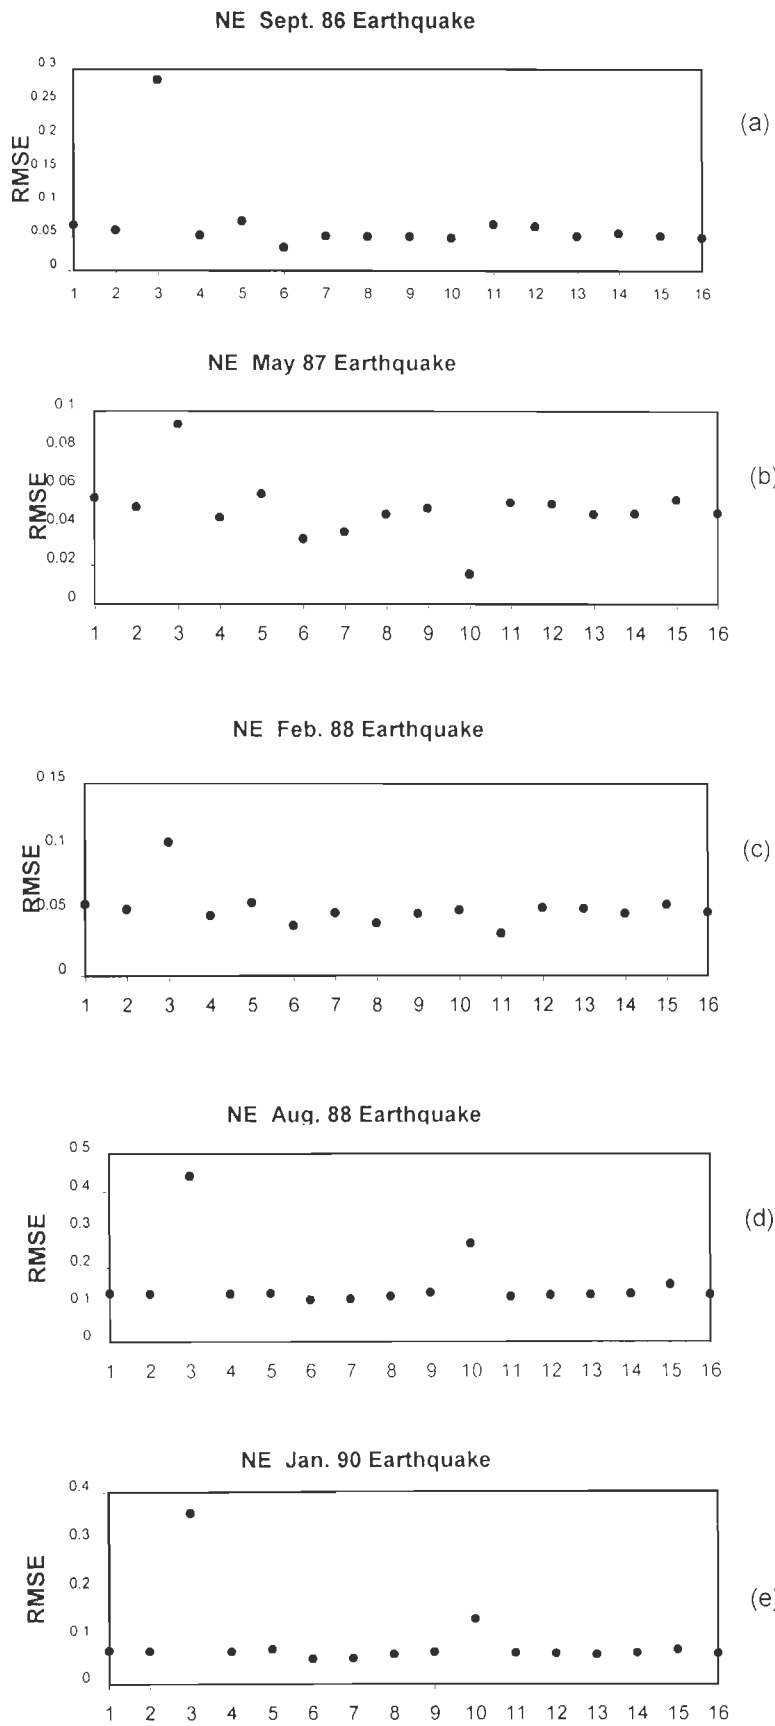 NE Sept. 86 Earthquake
0 3
0 25
0 2
0 15
0 1
0.05
0
RMSE
(a)
1 2 3 4 5 6 7 8 9 10 11 12 13 14 15 16
NE May 87 Earthquake
0 1
0.08
0.06
0.04
0.02
0
RMSE
(b)
1 2 3 4 5 6 7 8 9 10 11 12 13 14 15 16
NE Feb. 88 Earthquake
0 15
0.1
0.05
0
RMSE
(c)
1 2 3 4 5 6 7 8 9 10 11 12 13 14 15 16
NE Aug. 88 Earthquake
0 5
0.4
0.3
0.2
0 1
0
RMSE
(d)
1 2 3 4 5 6 7 8 9 10 11 12 13 14 15 16
NE Jan. 90 Earthquake
0.4
0.3
0.2
0 1
0
RMSE
(e)
1 2 3 4 5 6 7 8 9 10 11 12 13 14 15 16